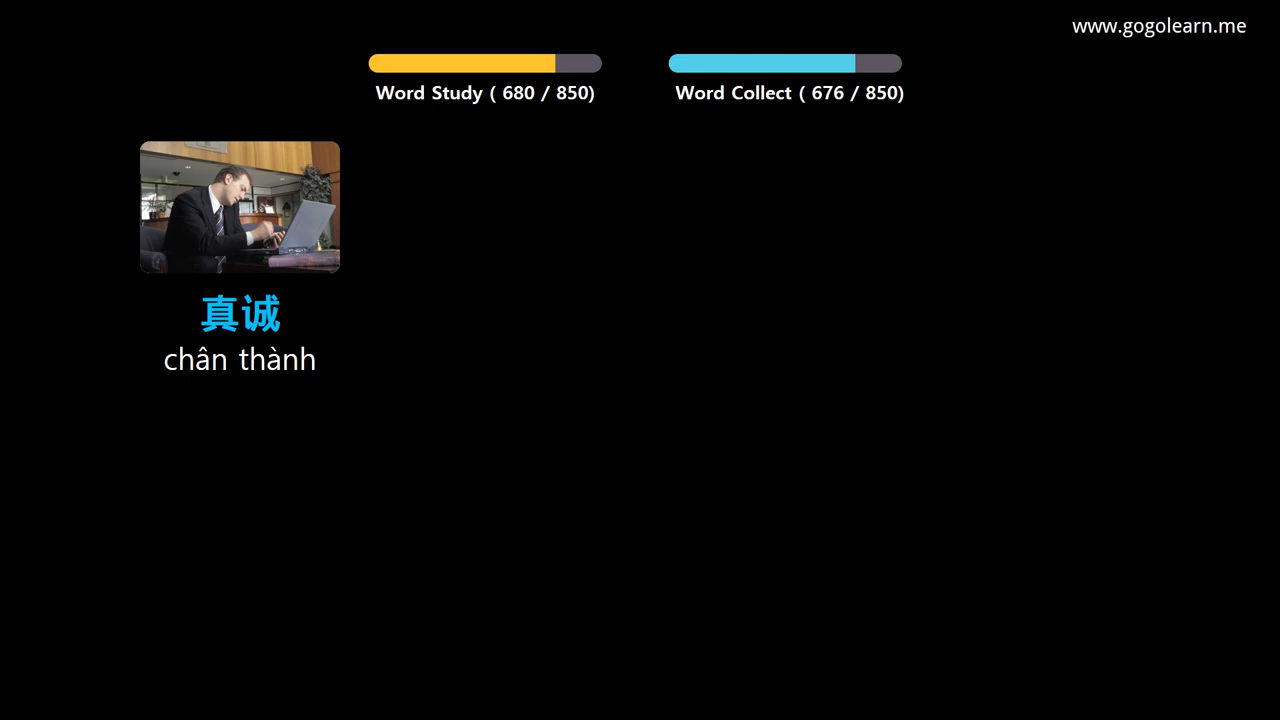 www.gogolearn.me
Word Study ( 680 / 850)
Word Collect ( 676 / 850)
真诚
chân thành